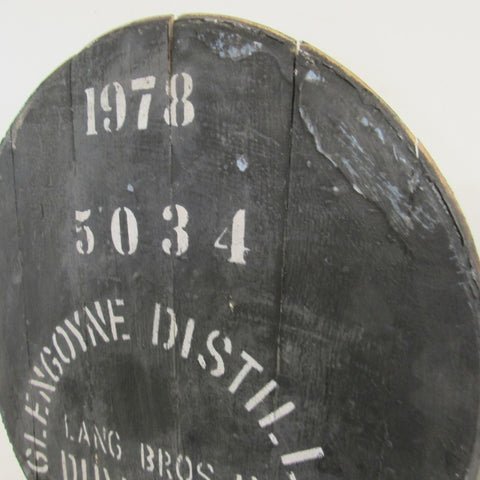 1978
5034
GLENGOYNE DISTIL
LANG BROS